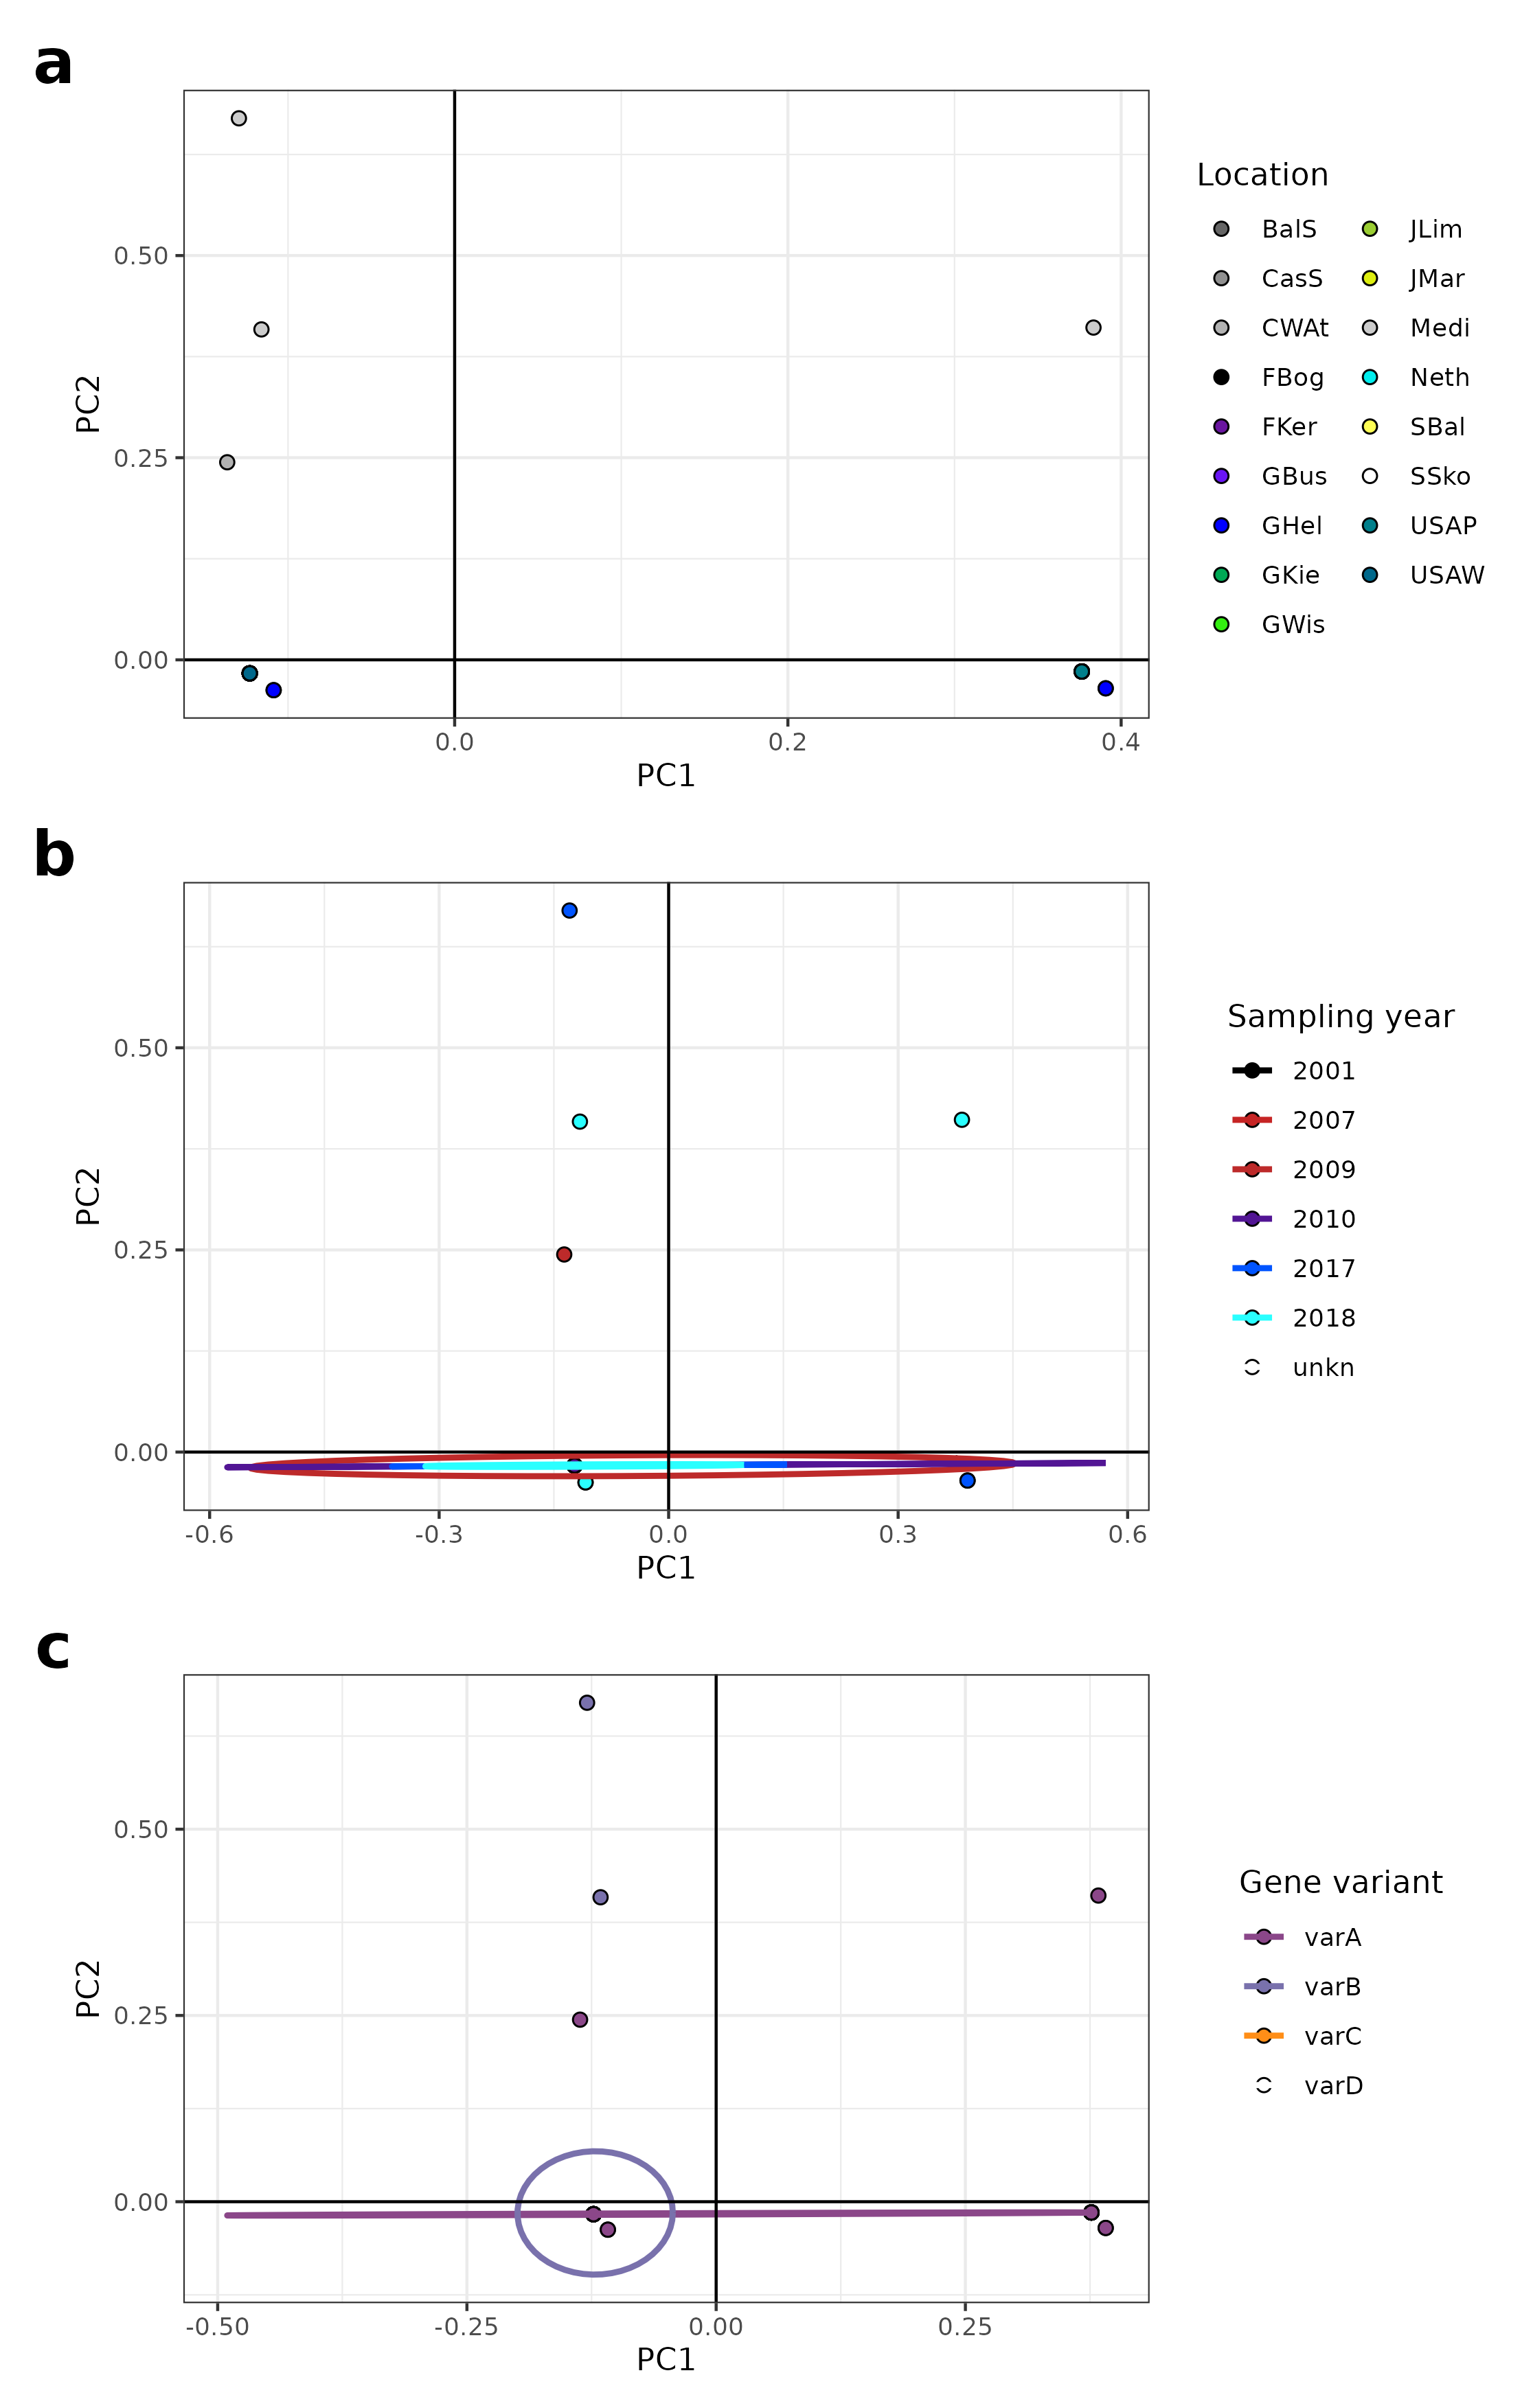 a
PC2
0.50
0.25
0.00
0.0 0.2 0.4
PC1
Location
BalS JLim
CasS JMar
CWAt Medi
FBog Neth
FKer SBal
GBus SSko
GHel USAP
GKie USAW
GWis
b
PC2
0.50
0.25
0.00
-0.6 -0.3 0.0 0.3 0.6
PC1
Sampling year
2001
2007
2009
2010
2017
2018
unkn
c
PC2
0.50
0.25
0.00
-0.50 -0.25 0.00 0.25
PC1
Gene variant
varA
varB
varC
varD